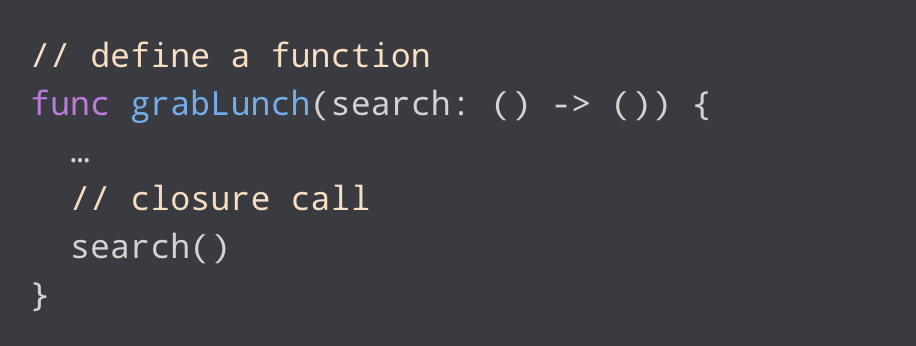 // define a function
func grabLunch(search: () -> ()) {
  …
  // closure call
  search()
}